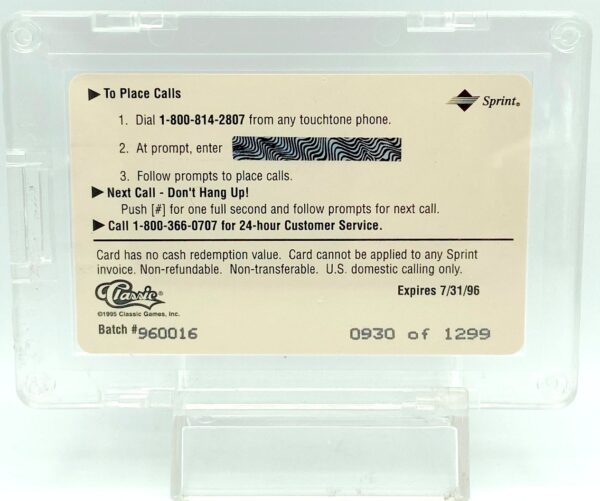 ▶ To Place Calls
Sprint®
1. Dial 1-800-814-2807 from any touchtone phone.
2. At prompt, enter
3. Follow prompts to place calls.
▶ Next Call - Don't Hang Up!
Push [#] for one full second and follow prompts for next call.
▶ Call 1-800-366-0707 for 24-hour Customer Service.
Card has no cash redemption value. Card cannot be applied to any Sprint
invoice. Non-refundable. Non-transferable. U.S. domestic calling only.
Classic®
Expires 7/31/96
©1995 Classic Games, Inc.
Batch #960016
0930 of 1299